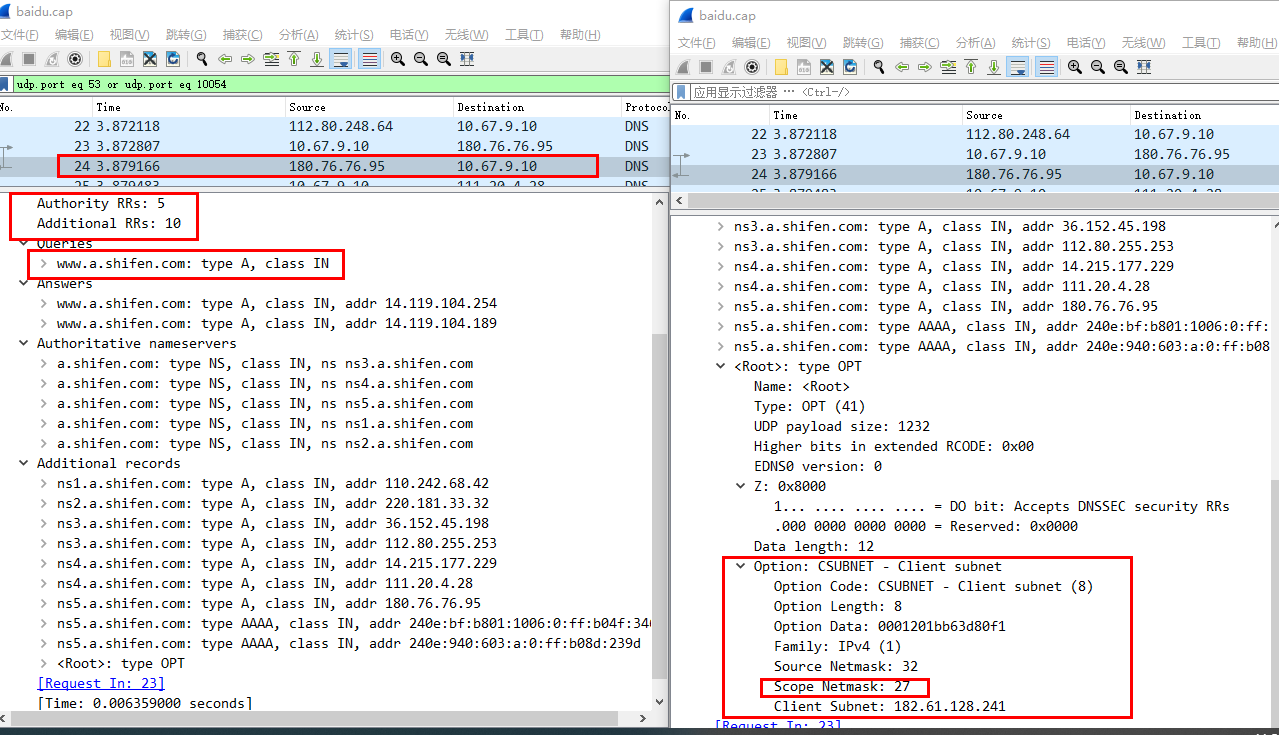 baidu.cap
文件(F) 编辑(E) 视图(V) 跳转(G) 捕获(C) 分析(A) 统计(S) 电话(Y) 无线(W) 工具(T) 帮助(H)
udp.port eq 53 or udp.port eq 10054
No. Time Source Destination Protoco
22 3.872118 112.80.248.64 10.67.9.10 DNS
23 3.872807 10.67.9.10 180.76.76.95 DNS
24 3.879166 180.76.76.95 10.67.9.10 DNS
25 3.879483 10.67.9.10 111.20.4.28 DNS
Authority RRs: 5
Additional RRs: 10
Queries
www.a.shifen.com: type A, class IN
Answers
www.a.shifen.com: type A, class IN, addr 14.119.104.254
www.a.shifen.com: type A, class IN, addr 14.119.104.189
Authoritative nameservers
a.shifen.com: type NS, class IN, ns ns3.a.shifen.com
a.shifen.com: type NS, class IN, ns ns4.a.shifen.com
a.shifen.com: type NS, class IN, ns ns5.a.shifen.com
a.shifen.com: type NS, class IN, ns ns1.a.shifen.com
a.shifen.com: type NS, class IN, ns ns2.a.shifen.com
Additional records
ns1.a.shifen.com: type A, class IN, addr 110.242.68.42
ns2.a.shifen.com: type A, class IN, addr 220.181.33.32
ns3.a.shifen.com: type A, class IN, addr 36.152.45.198
ns3.a.shifen.com: type A, class IN, addr 112.80.255.253
ns4.a.shifen.com: type A, class IN, addr 14.215.177.229
ns4.a.shifen.com: type A, class IN, addr 111.20.4.28
ns5.a.shifen.com: type A, class IN, addr 180.76.76.95
ns5.a.shifen.com: type AAAA, class IN, addr 240e:bf:b801:1006:0:ff:b04f:346
ns5.a.shifen.com: type AAAA, class IN, addr 240e:940:603:a:0:ff:b08d:239d
<Root>: type OPT
[Request In: 23]
[Time: 0.006359000 seconds]
baidu.cap
文件(F) 编辑(E) 视图(V) 跳转(G) 捕获(C) 分析(A) 统计(S) 电话(Y) 无线(W) 工具(T) 帮助(H)
应用显示过滤器 … <Ctrl-/>
No. Time Source Destination
22 3.872118 112.80.248.64 10.67.9.10
23 3.872807 10.67.9.10 180.76.76.95
24 3.879166 180.76.76.95 10.67.9.10
ns3.a.shifen.com: type A, class IN, addr 36.152.45.198
ns3.a.shifen.com: type A, class IN, addr 112.80.255.253
ns4.a.shifen.com: type A, class IN, addr 14.215.177.229
ns4.a.shifen.com: type A, class IN, addr 111.20.4.28
ns5.a.shifen.com: type A, class IN, addr 180.76.76.95
ns5.a.shifen.com: type AAAA, class IN, addr 240e:bf:b801:1006:0:ff:
ns5.a.shifen.com: type AAAA, class IN, addr 240e:940:603:a:0:ff:b08
<Root>: type OPT
Name: <Root>
Type: OPT (41)
UDP payload size: 1232
Higher bits in extended RCODE: 0x00
EDNS0 version: 0
Z: 0x8000
1... .... .... .... = DO bit: Accepts DNSSEC security RRs
.000 0000 0000 0000 = Reserved: 0x0000
Data length: 12
Option: CSUBNET - Client subnet
Option Code: CSUBNET - Client subnet (8)
Option Length: 8
Option Data: 0001201bb63d80f1
Family: IPv4 (1)
Source Netmask: 32
Scope Netmask: 27
Client Subnet: 182.61.128.241
[Request In: 23]